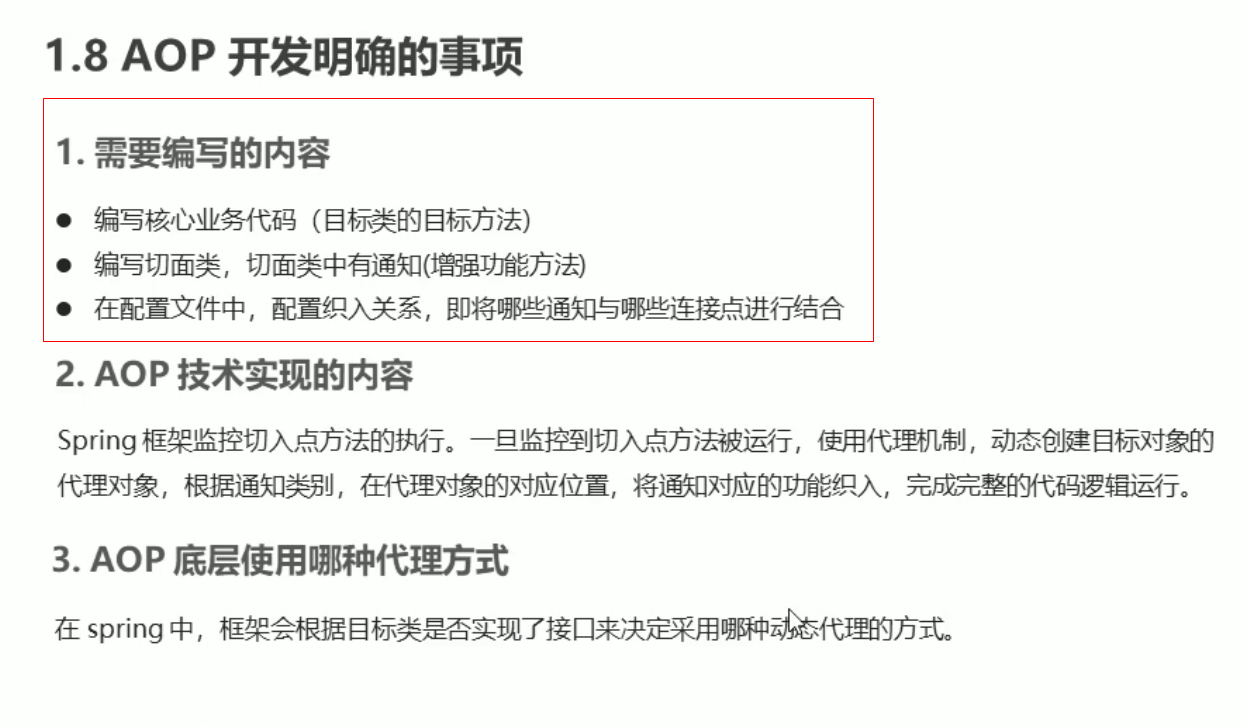 1.8 AOP 开发明确的事项
1. 需要编写的内容
● 编写核心业务代码（目标类的目标方法）
● 编写切面类，切面类中有通知(增强功能方法)
● 在配置文件中，配置织入关系，即将哪些通知与哪些连接点进行结合
2. AOP 技术实现的内容
Spring 框架监控切入点方法的执行。一旦监控到切入点方法被运行，使用代理机制，动态创建目标对象的
代理对象，根据通知类别，在代理对象的对应位置，将通知对应的功能织入，完成完整的代码逻辑运行。
3. AOP 底层使用哪种代理方式
在 spring 中，框架会根据目标类是否实现了接口来决定采用哪种动态代理的方式。